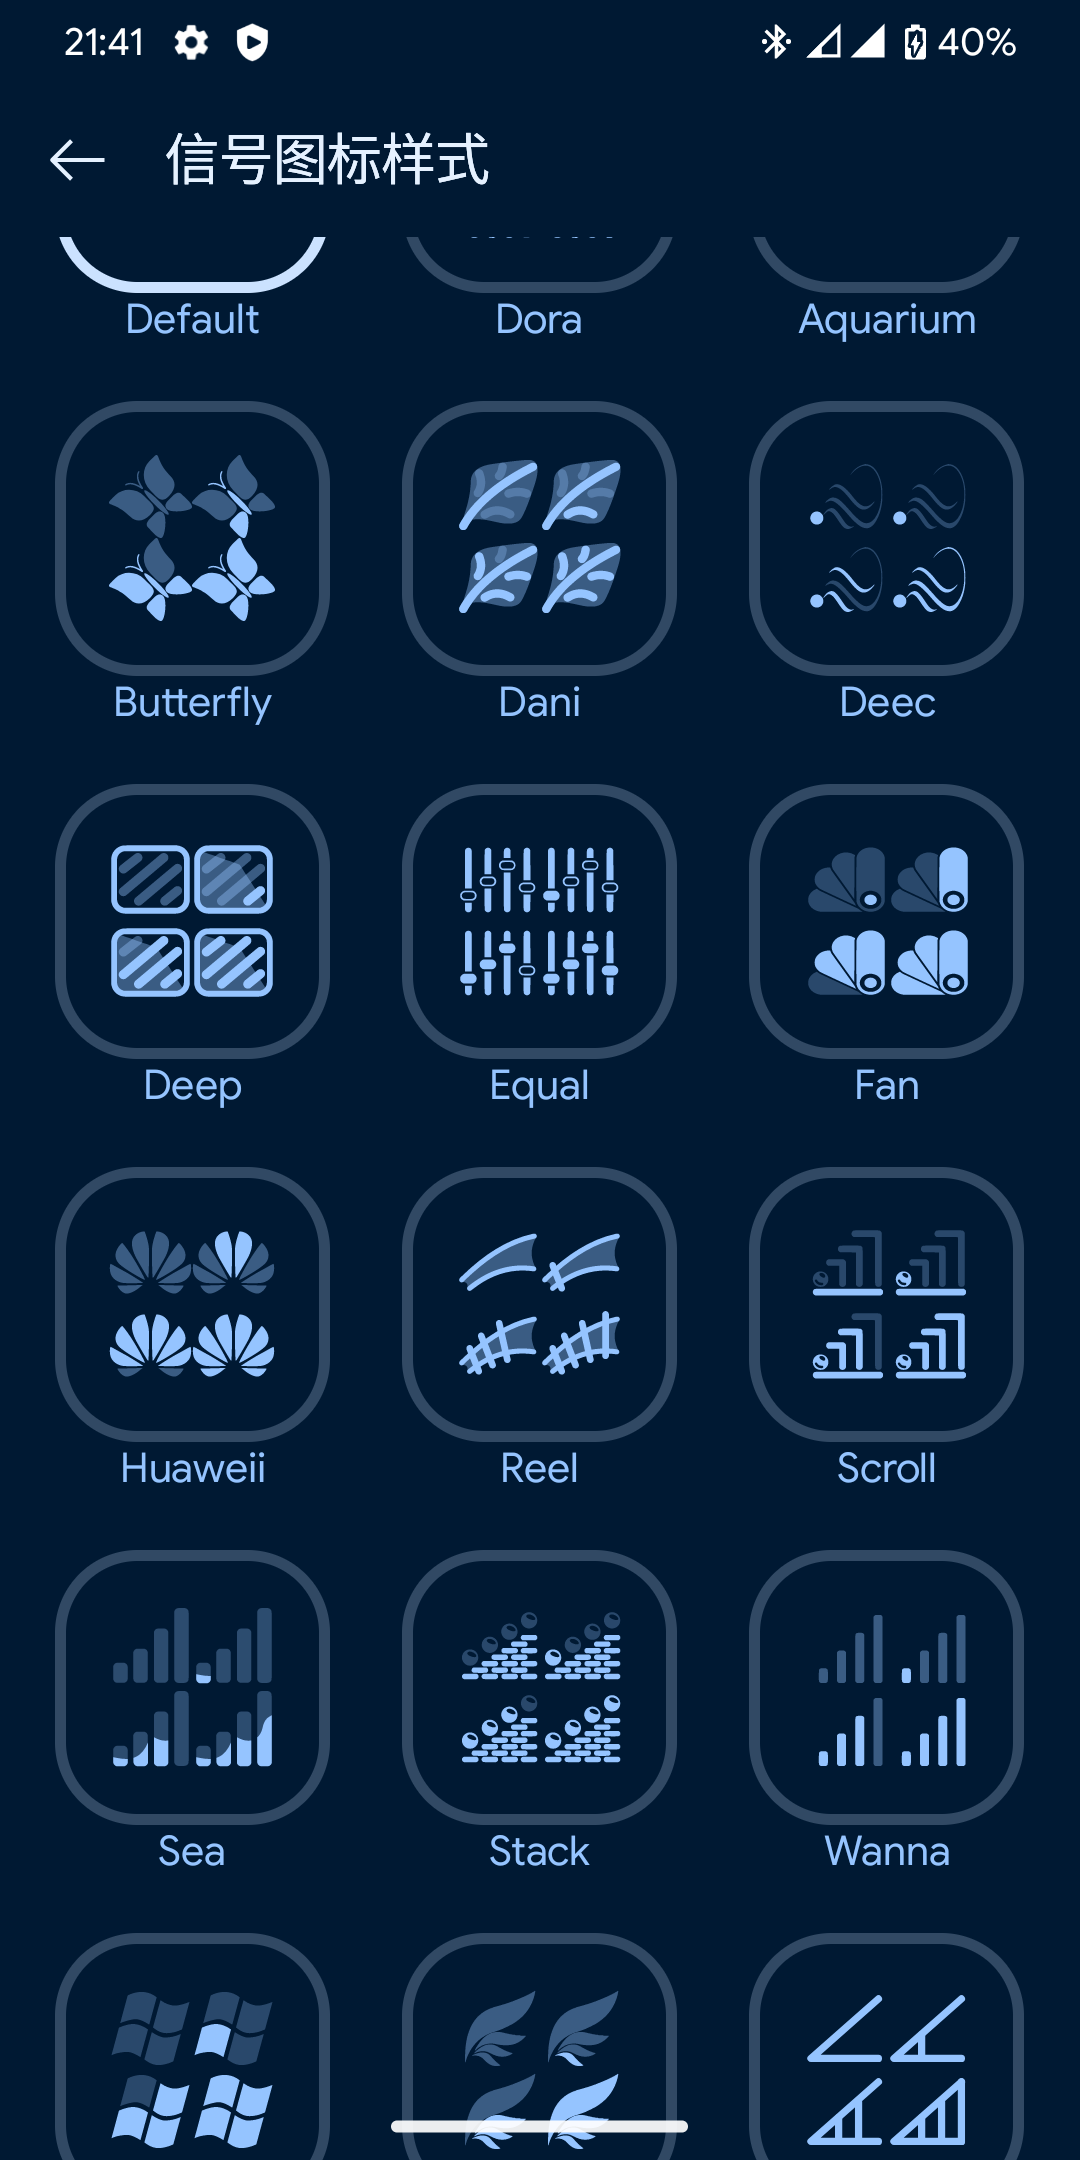 21:41
40%
信号图标样式
Default
Dora
Aquarium
Butterfly
Dani
Deec
Deep
Equal
Fan
Huaweii
Reel
Scroll
Sea
Stack
Wanna